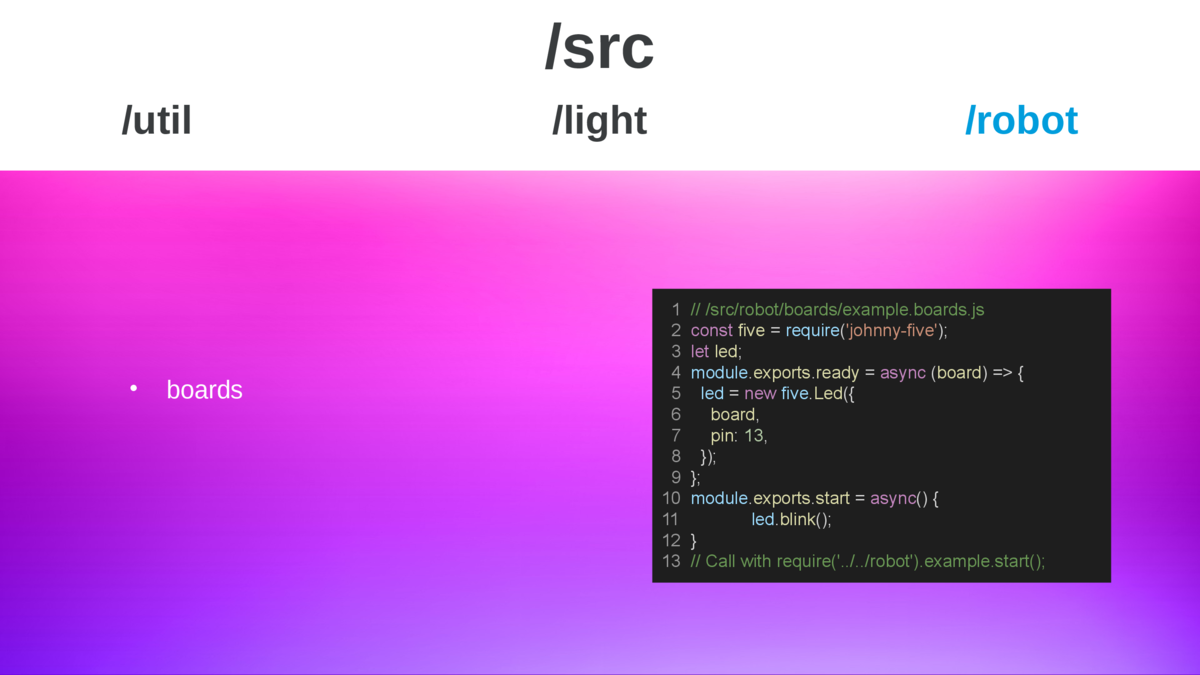 /src
/util /light /robot
• boards
1 // /src/robot/boards/example.boards.js
2 const five = require('johnny-five');
3 let led;
4 module.exports.ready = async (board) => {
5   led = new five.Led({
6     board,
7     pin: 13,
8   });
9 };
10 module.exports.start = async() {
11             led.blink();
12 }
13 // Call with require('../../robot').example.start();